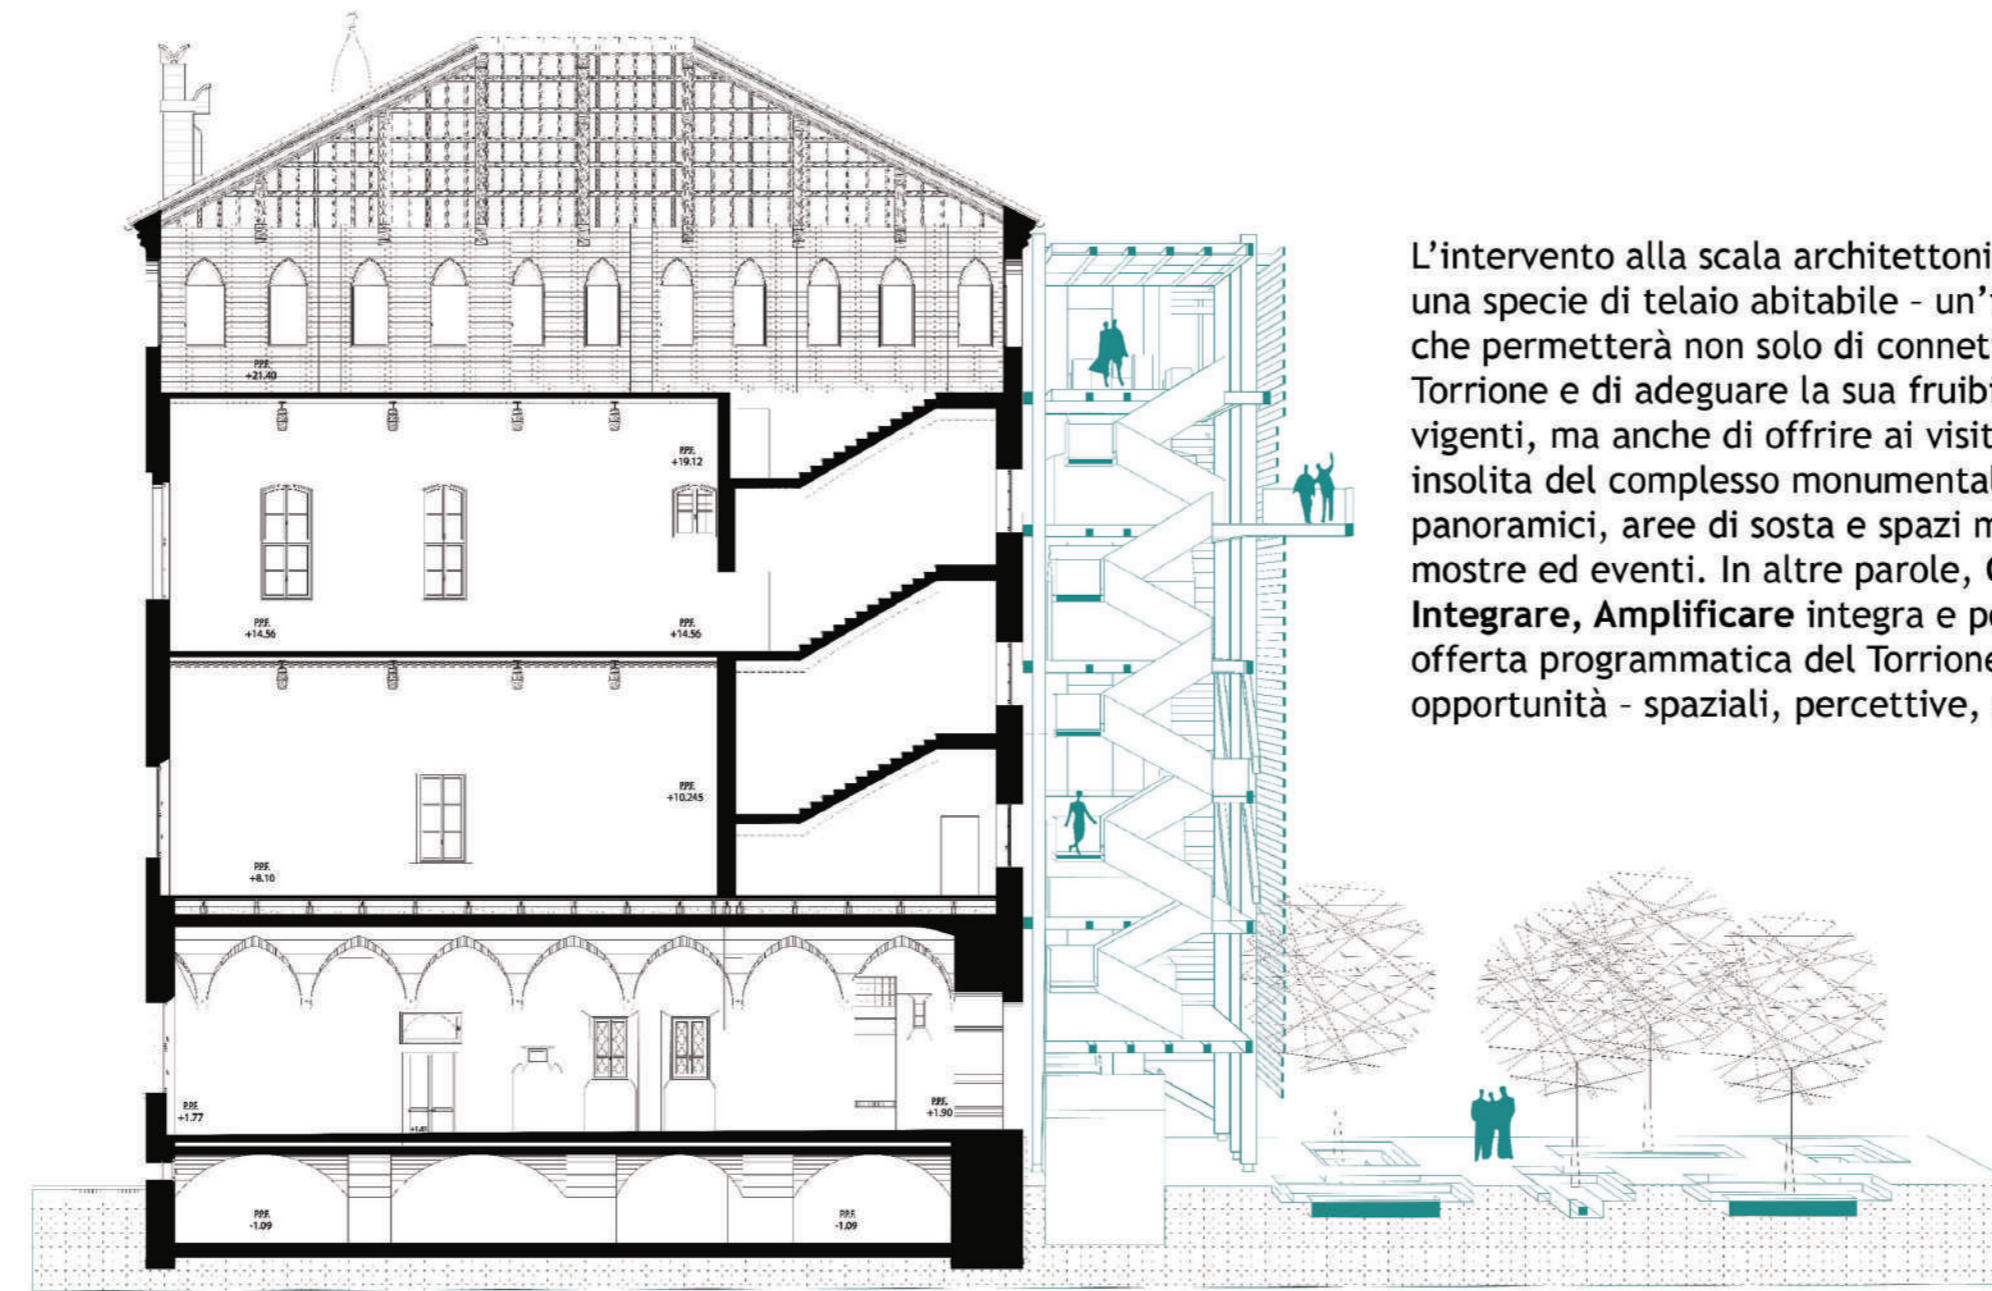 P.P.F.
+21.40
P.P.F.
+19.12
P.P.F.
+14.56
P.P.F.
+14.56
P.P.F.
+10.245
P.P.F.
+8.10
P.P.F.
+1.77
P.P.F.
+1.90
P.P.F.
-1.09
P.P.F.
-1.09
L’intervento alla scala architettoni
una specie di telaio abitabile - un’
che permetterà non solo di connet
Torrione e di adeguare la sua fruibi
vigenti, ma anche di offrire ai visit
insolita del complesso monumental
panoramici, aree di sosta e spazi m
mostre ed eventi. In altre parole,
Integrare, Amplificare integra e p
offerta programmatica del Torrione
opportunità - spaziali, percettive,